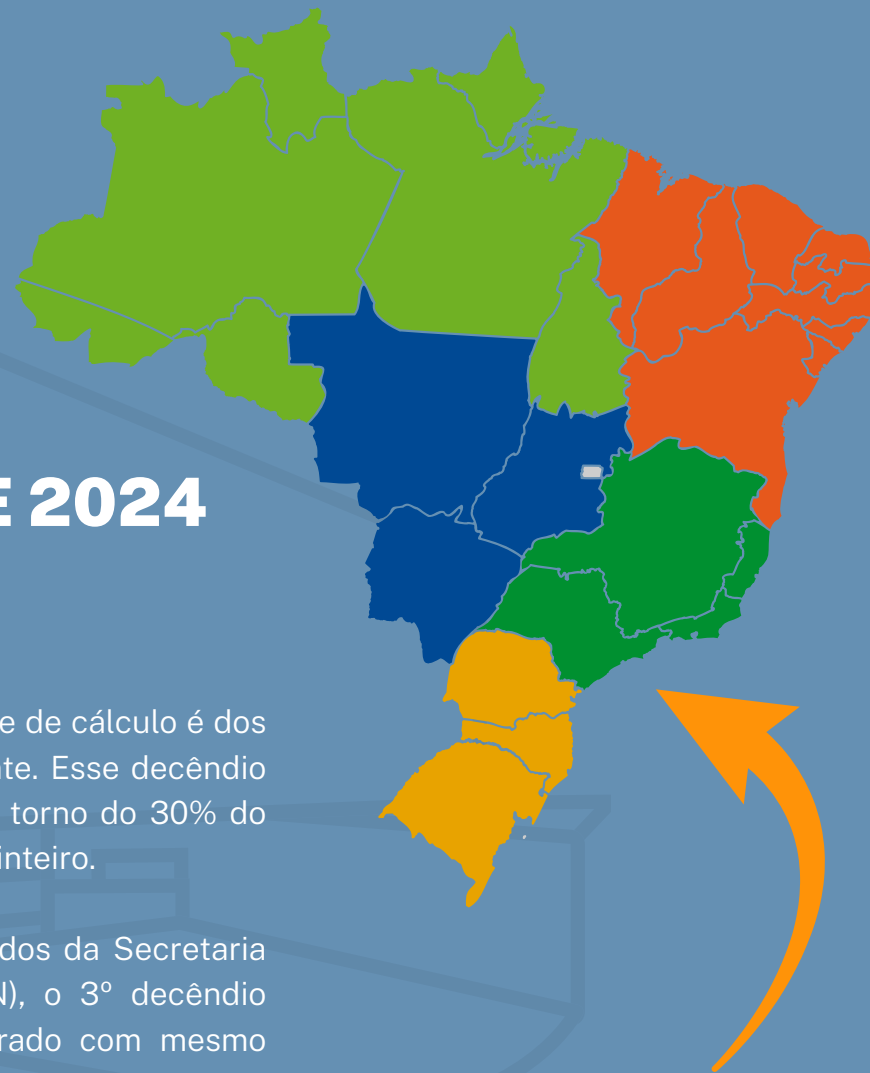 E 2024
e de cálculo é dos
te. Esse decêndio
torno do 30% do
inteiro.
dos da Secretaria
N), o 3º decêndio
rado com mesmo